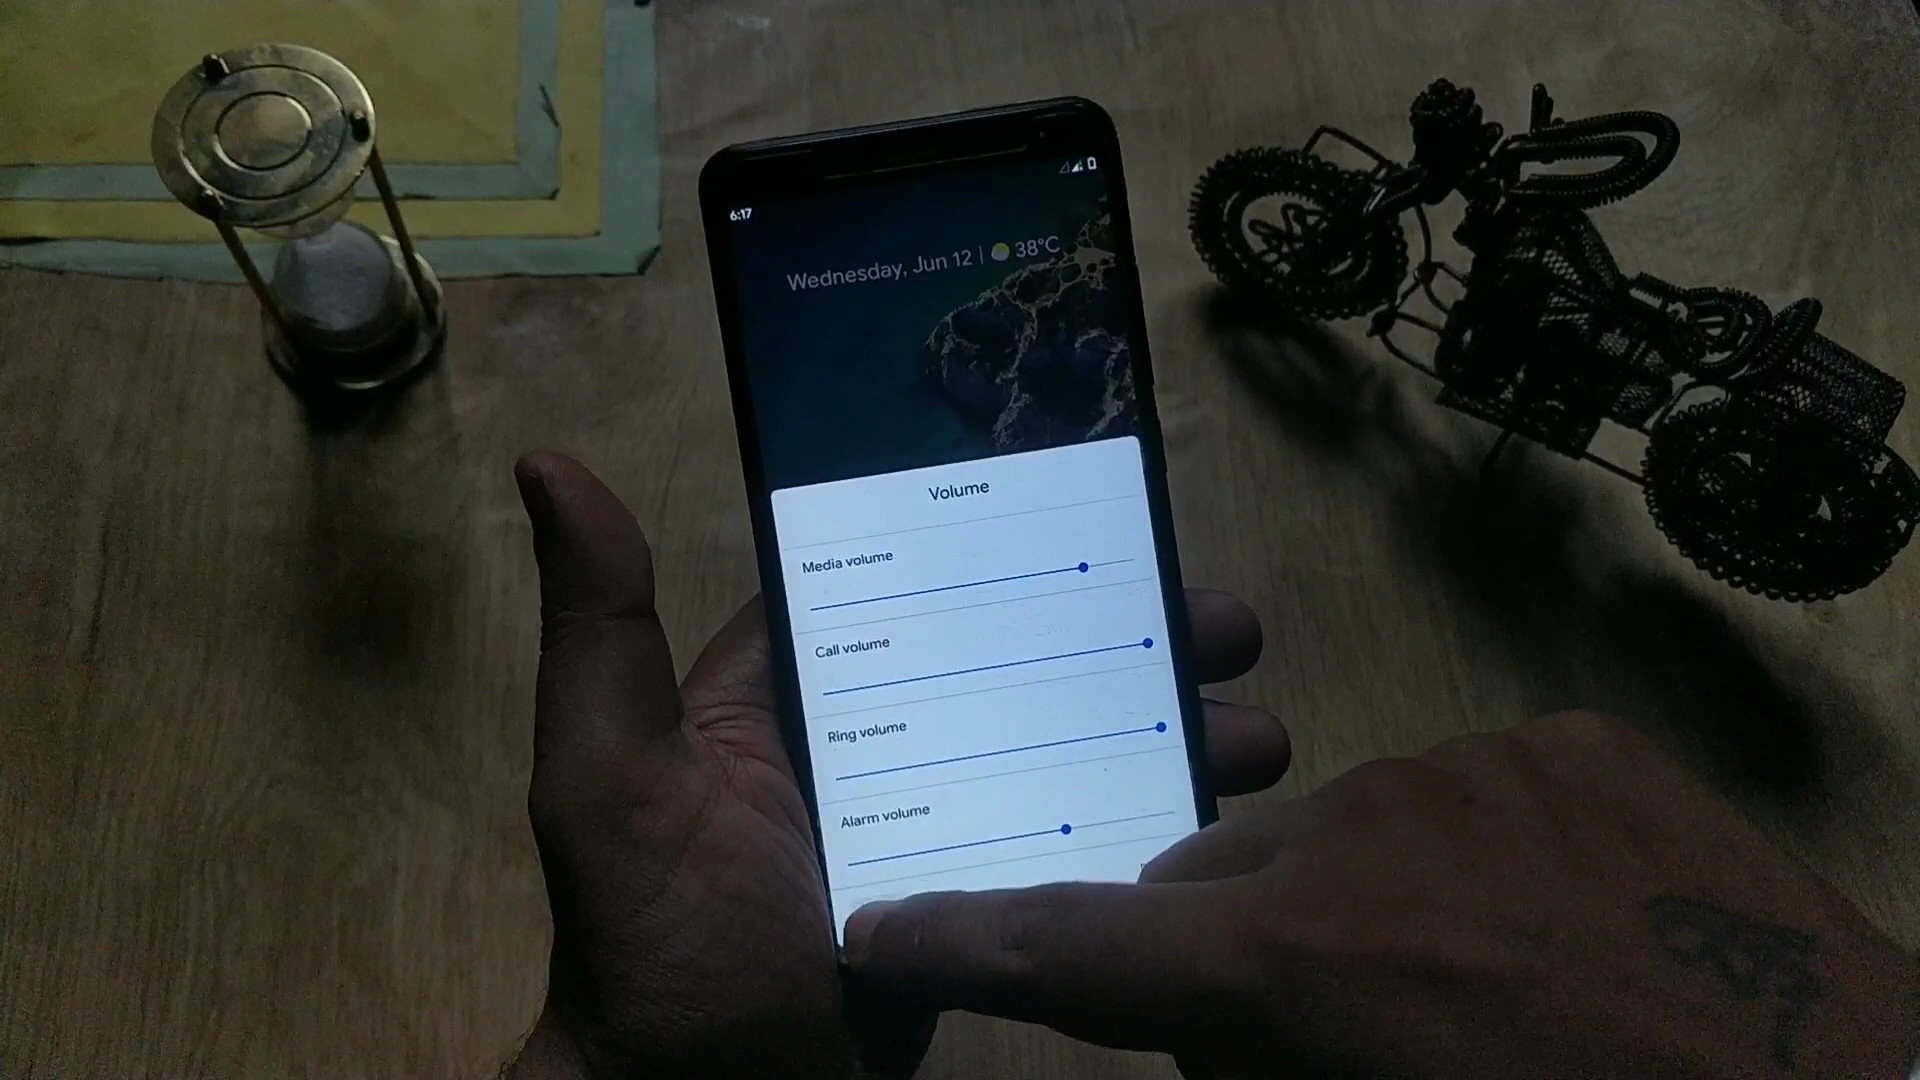 6:17
Wednesday, Jun 12 | 38°C
Volume
Media volume
Call volume
Ring volume
Alarm volume